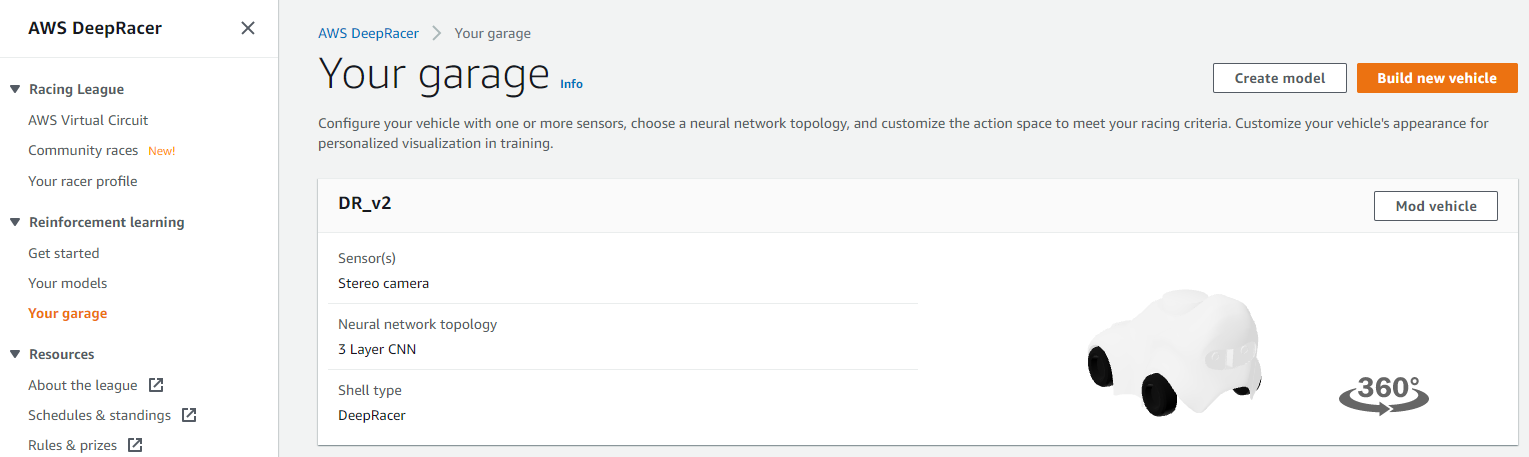 AWS DeepRacer
Racing League
AWS Virtual Circuit
Community races New!
Your racer profile
Reinforcement learning
Get started
Your models
Your garage
Resources
About the league
Schedules & standings
Rules & prizes
AWS DeepRacer > Your garage
Your garage Info
Create model
Build new vehicle
Configure your vehicle with one or more sensors, choose a neural network topology, and customize the action space to meet your racing criteria. Customize your vehicle's appearance for
personalized visualization in training.
DR_v2
Mod vehicle
Sensor(s)
Stereo camera
Neural network topology
3 Layer CNN
Shell type
DeepRacer
360°